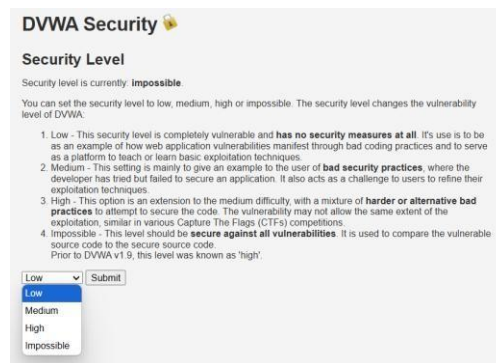 DVWA Security
Security Level
Security level is currently: impossible.
You can set the security level to low, medium, high or impossible. The security level changes the vulnerability
level of DVWA:
1. Low - This security level is completely vulnerable and has no security measures at all. It's use is to be
as an example of how web application vulnerabilities manifest through bad coding practices and to serve
as a platform to teach or learn basic exploitation techniques.
2. Medium - This setting is mainly to give an example to the user of bad security practices, where the
developer has tried but failed to secure an application. It also acts as a challenge to users to refine their
exploitation techniques.
3. High - This option is an extension to the medium difficulty, with a mixture of harder or alternative bad
practices to attempt to secure the code. The vulnerability may not allow the same extent of the
exploitation, similar in various Capture The Flags (CTFs) competitions.
4. Impossible - This level should be secure against all vulnerabilities. It is used to compare the vulnerable
source code to the secure source code.
Prior to DVWA v1.9, this level was known as 'high'.
Low Submit
Low
Medium
High
Impossible